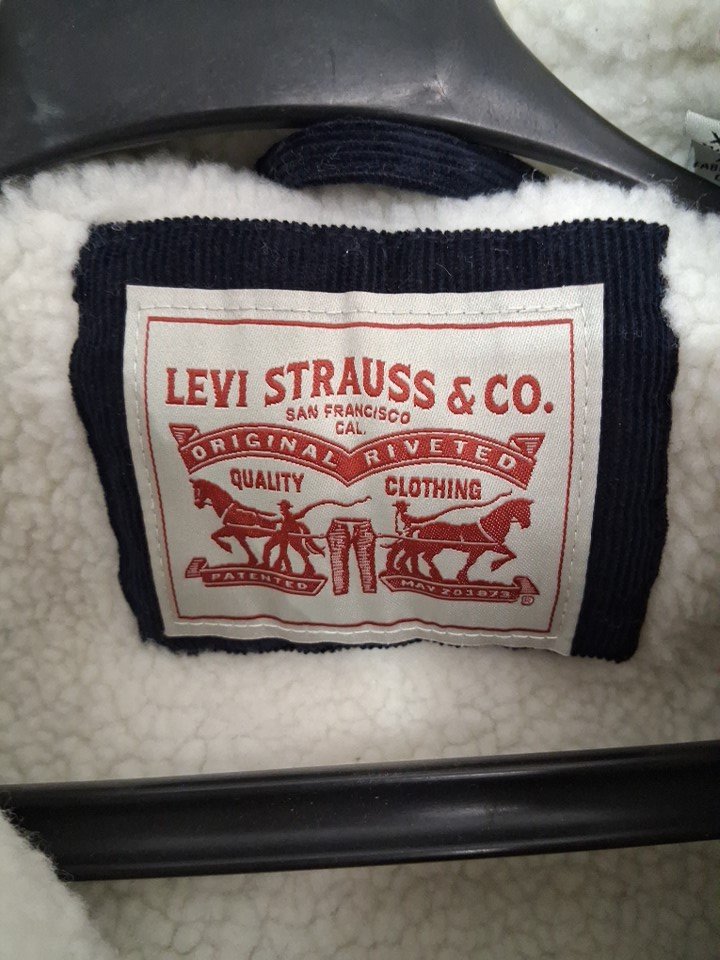 LEVI STRAUSS & CO.
SAN FRANCISCO
CAL.
ORIGINAL RIVETED
QUALITY CLOTHING
PATENTED MAY 20 1873
®